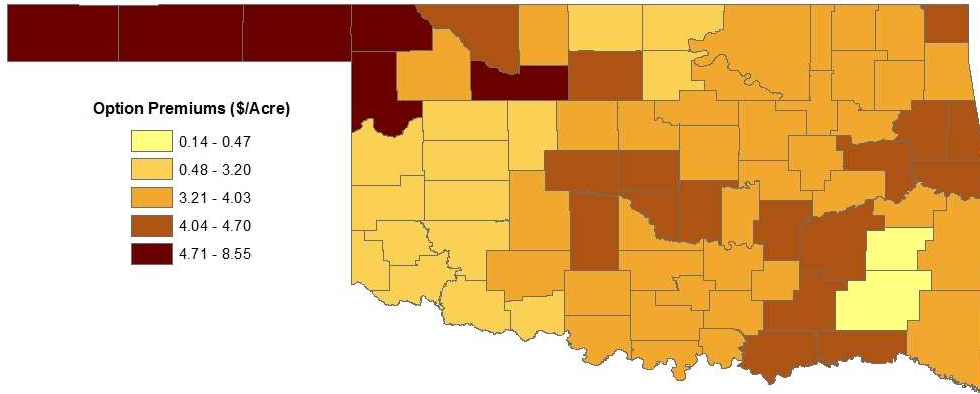 Option Premiums ($/Acre)
0.14 - 0.47
0.48 - 3.20
3.21 - 4.03
4.04 - 4.70
4.71 - 8.55